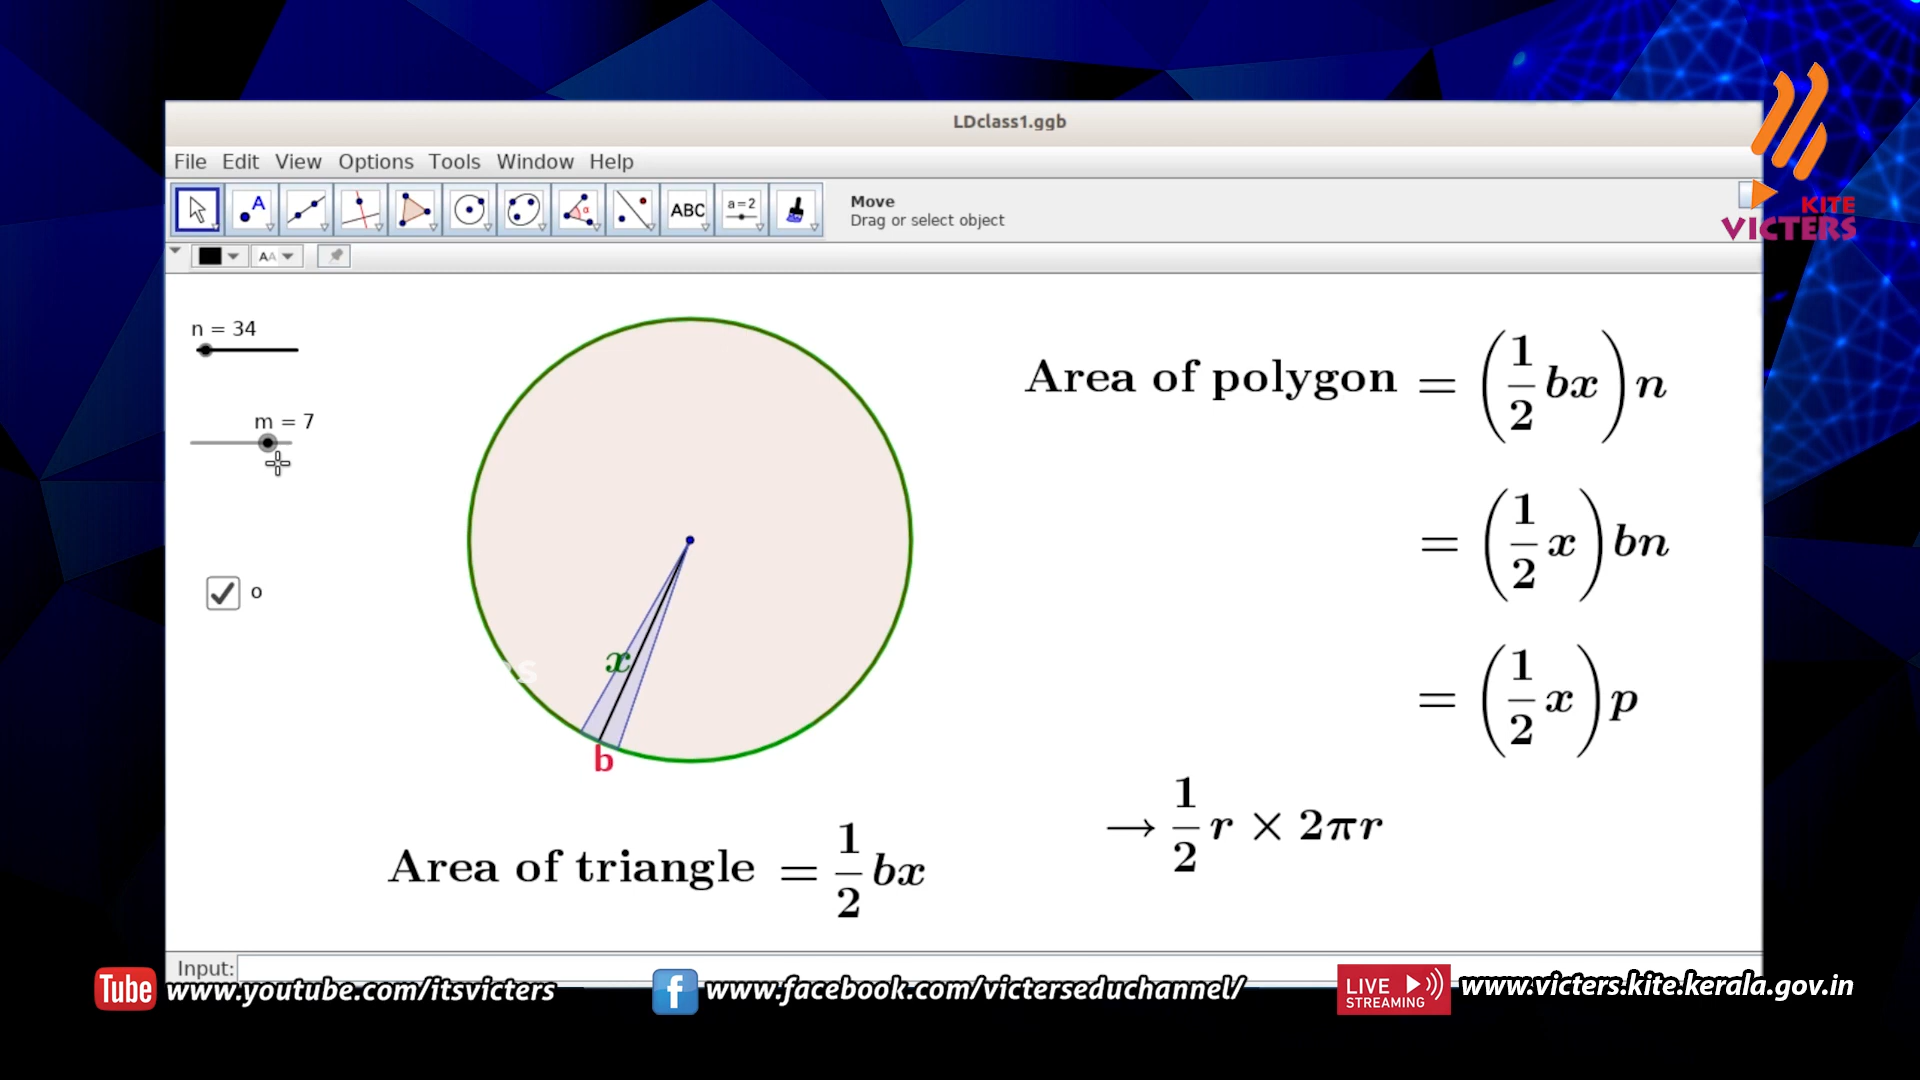 LDclass1.ggb
File Edit View Options Tools Window Help
A
α
ABC
a=2
Move
Drag or select object
KITE
VICTERS
AA
n = 34
m = 7
o
x
b
Area of polygon = (1/2 bx) n
= (1/2 x) bn
= (1/2 x) p
→ 1/2 r × 2πr
Area of triangle = 1/2 bx
Input:
Tube www.youtube.com/itsvicters
f www.facebook.com/victerseduchannel/
LIVE STREAMING www.victers.kite.kerala.gov.in